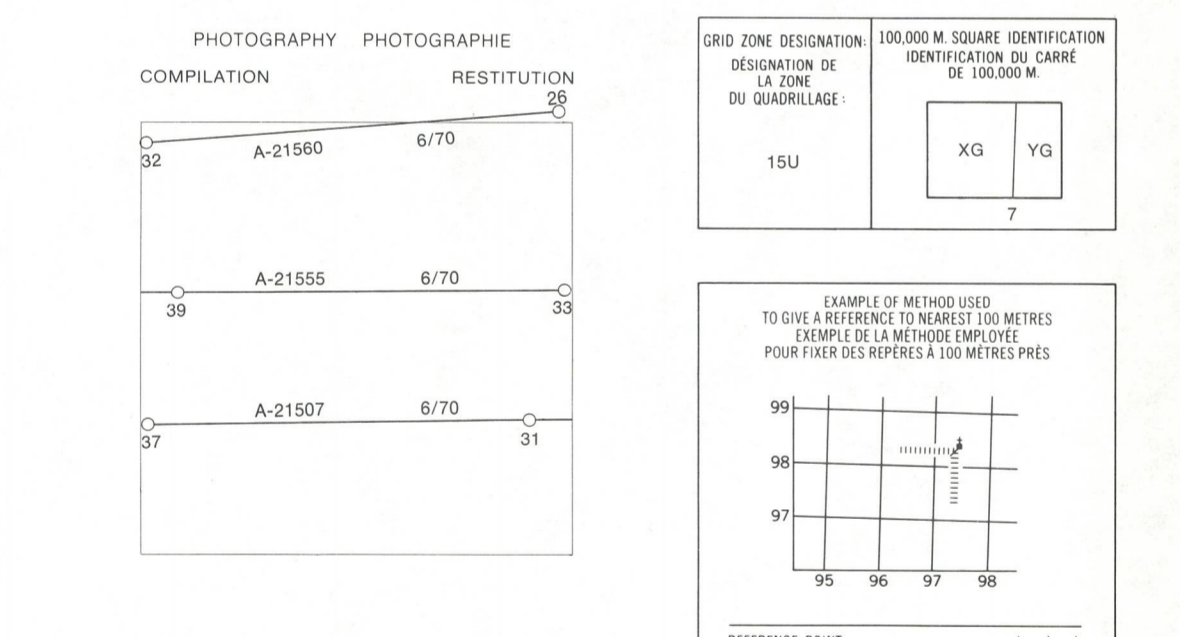 PHOTOGRAPHY PHOTOGRAPHIE
COMPILATION RESTITUTION
26
32 A-21560 6/70
A-21555 6/70
39 33
A-21507 6/70
37 31
GRID ZONE DESIGNATION:
DÉSIGNATION DE
LA ZONE
DU QUADRILLAGE :
15U
100,000 M. SQUARE IDENTIFICATION
IDENTIFICATION DU CARRÉ
DE 100,000 M.
XG YG
7
EXAMPLE OF METHOD USED
TO GIVE A REFERENCE TO NEAREST 100 METRES
EXEMPLE DE LA MÉTHODE EMPLOYÉE
POUR FIXER DES REPÈRES À 100 MÈTRES PRÈS
99
98
97
95 96 97 98
REFERENCE POINT